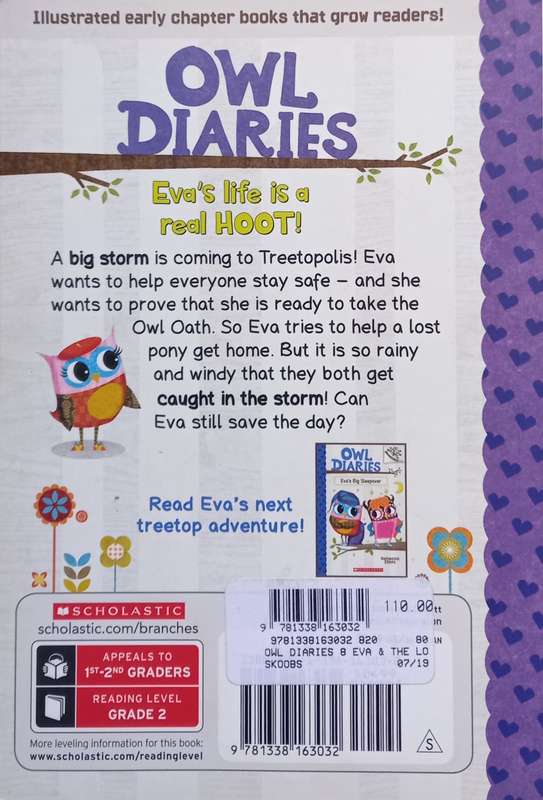 Illustrated early chapter books that grow readers!
OWL
DIARIES
Eva's life is a
real HOOT!
A big storm is coming to Treetopolis! Eva
wants to help everyone stay safe – and she
wants to prove that she is ready to take the
Owl Oath. So Eva tries to help a lost
pony get home. But it is so rainy
and windy that they both get
caught in the storm! Can
Eva still save the day?
OWL
DIARIES
Eva's Big Sleepover
Rebecca
Elliott
SCHOLASTIC
Read Eva's next
treetop adventure!
SCHOLASTIC
scholastic.com/branches
APPEALS TO
1ST–2ND GRADERS
READING LEVEL
GRADE 2
More leveling information for this book:
www.scholastic.com/readinglevel
110.00
9 781338 163032
9781338163032 820 80
OWL DIARIES 8 EVA & THE LO
SKOOBS 07/19
9 781338 163032
S